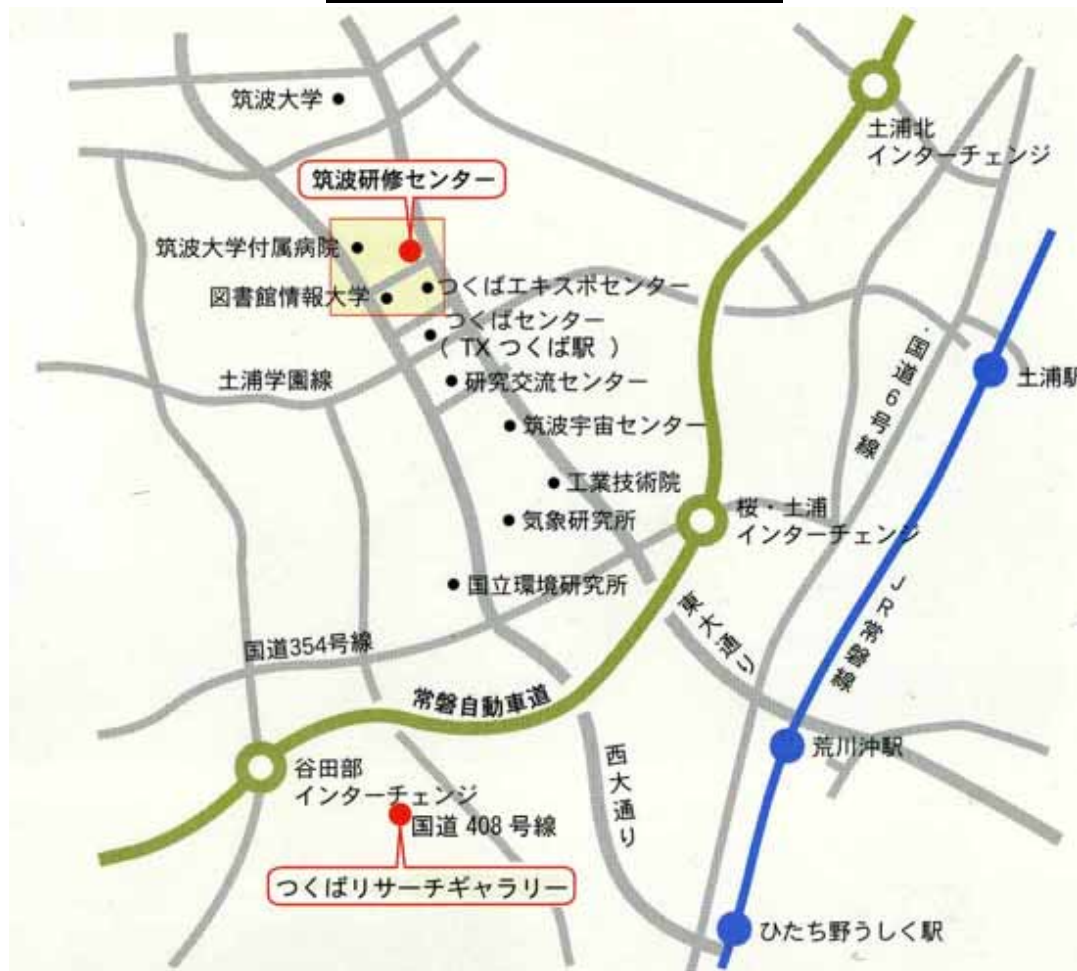 筑波大学
土浦北
インターチェンジ
筑波研修センター
筑波大学付属病院
図書館情報大学
つくばエキスポセンター
つくばセンター
( TX つくば駅 )
土浦学園線
研究交流センター
・国道6号線
土浦駅
筑波宇宙センター
工業技術院
気象研究所
桜・土浦
インターチェンジ
国立環境研究所
東大通り
JR常磐線
国道354号線
常磐自動車道
西大通り
荒川沖駅
谷田部
インターチェンジ
国道 408 号線
つくばリサーチギャラリー
ひたち野うしく駅